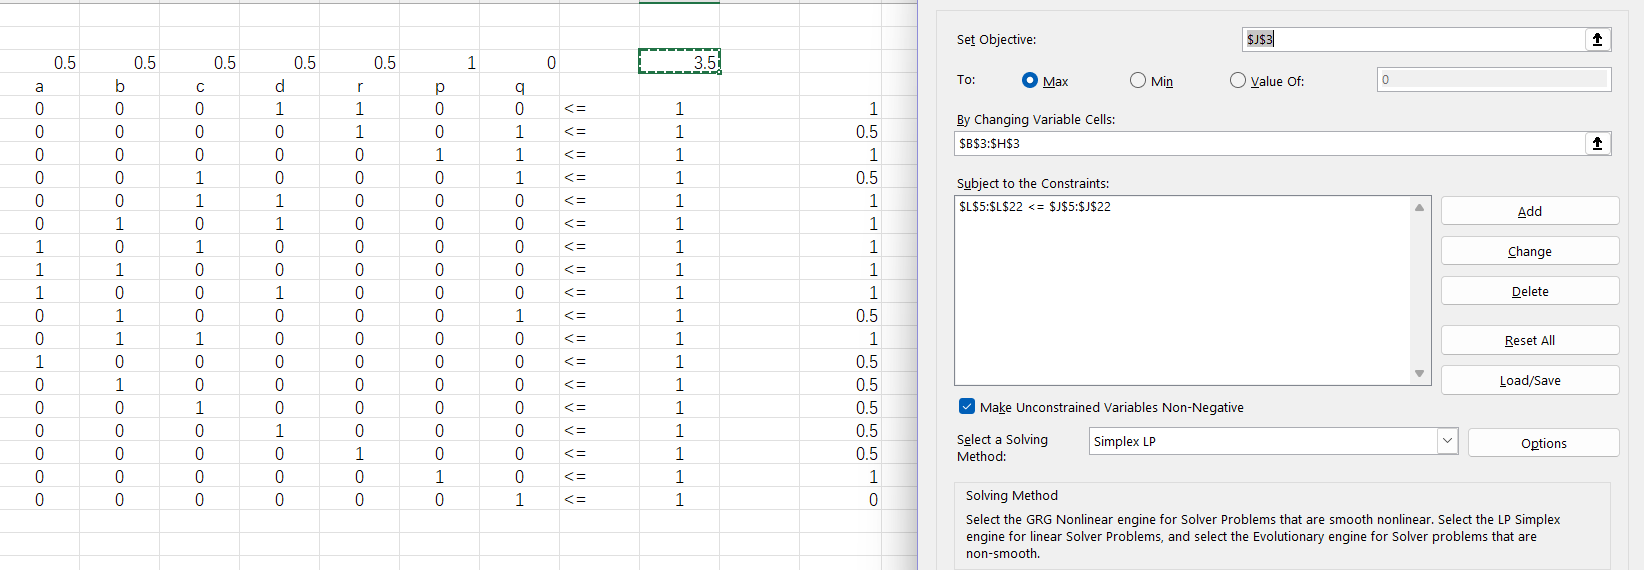 0.5 0.5 0.5 0.5 0.5 1 0 3.5
a b c d r p q
0 0 0 1 1 0 0 <= 1 1
0 0 0 0 1 0 1 <= 1 0.5
0 0 0 0 0 1 1 <= 1 1
0 0 1 0 0 0 1 <= 1 0.5
0 0 1 1 0 0 0 <= 1 1
0 1 0 1 0 0 0 <= 1 1
1 0 1 0 0 0 0 <= 1 1
1 1 0 0 0 0 0 <= 1 1
1 0 0 1 0 0 0 <= 1 1
0 1 0 0 0 0 1 <= 1 0.5
0 1 1 0 0 0 0 <= 1 1
1 0 0 0 0 0 0 <= 1 0.5
0 1 0 0 0 0 0 <= 1 0.5
0 0 1 0 0 0 0 <= 1 0.5
0 0 0 1 0 0 0 <= 1 0.5
0 0 0 0 1 0 0 <= 1 0.5
0 0 0 0 0 1 0 <= 1 1
0 0 0 0 0 0 1 <= 1 0
Set Objective: $J$3
To: Max Min Value Of: 0
By Changing Variable Cells:
$B$3:$H$3
Subject to the Constraints:
$L$5:$L$22 <= $J$5:$J$22
Add
Change
Delete
Reset All
Load/Save
Make Unconstrained Variables Non-Negative
Select a Solving
Method:
Simplex LP
Options
Solving Method
Select the GRG Nonlinear engine for Solver Problems that are smooth nonlinear. Select the LP Simplex
engine for linear Solver Problems, and select the Evolutionary engine for Solver problems that are
non-smooth.